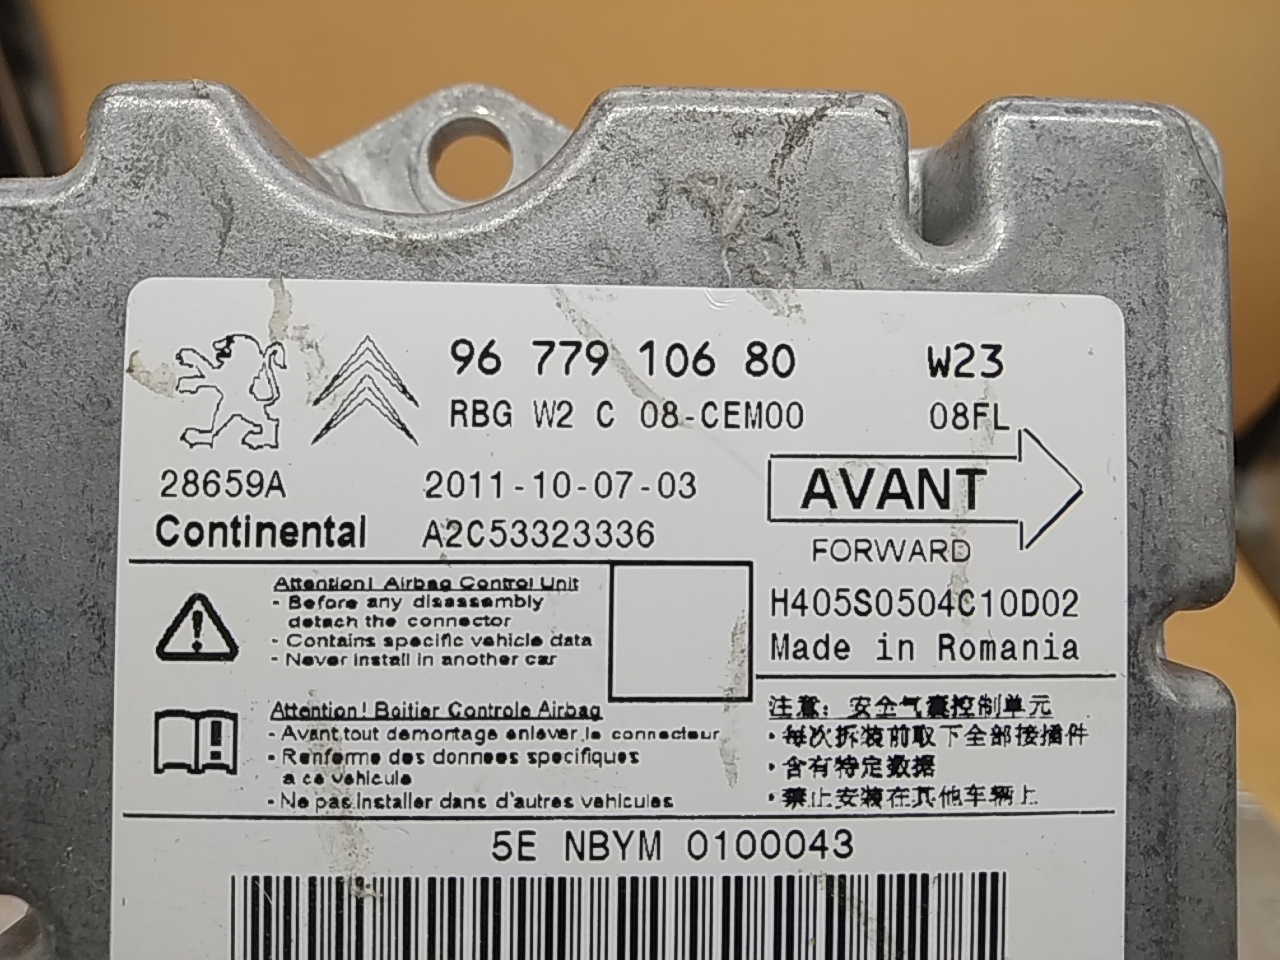 96 779 106 80 W23
RBG W2 C 08-CEM00 08FL
28659A 2011-10-07-03
AVANT
Continental A2C53323336
FORWARD
Attention! Airbag Control Unit
- Before any disassembly
detach the connector
- Contains specific vehicle data
- Never install in another car
H405S0504C10D02
Made in Romania
Attention! Boitier Controle Airbag
- Avant tout demontage enlever le connecteur
- Renferme des donnees specifiques
a ce vehicule
- Ne pas installer dans d'autres vehicules
注意: 安全气囊控制单元
• 每次拆装前取下全部接插件
• 含有特定数据
• 禁止安装在其他车辆上
5E NBYM 0100043